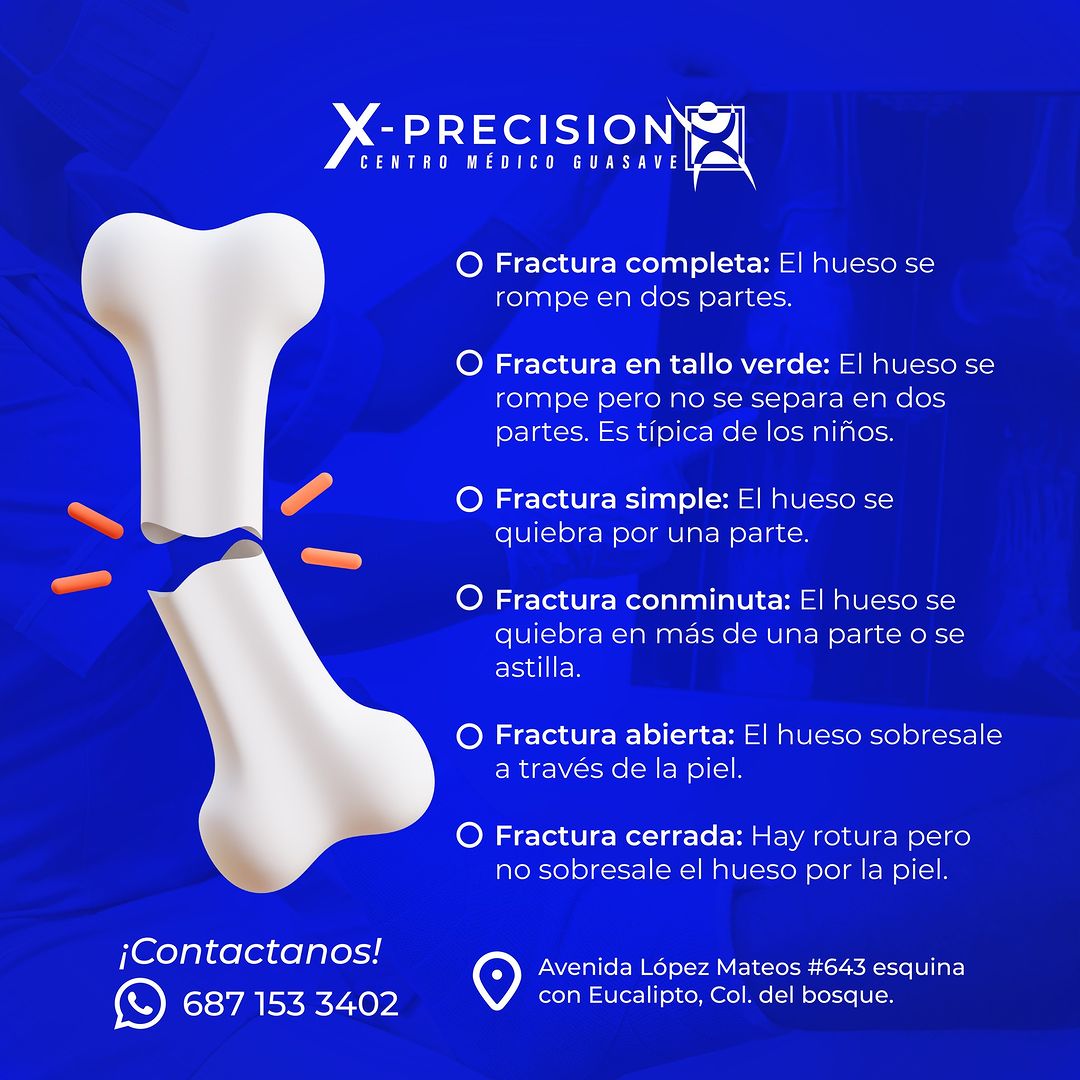 X-PRECISION
CENTRO MÉDICO GUASAVE
Fractura completa: El hueso se
rompe en dos partes.
Fractura en tallo verde: El hueso se
rompe pero no se separa en dos
partes. Es típica de los niños.
Fractura simple: El hueso se
quiebra por una parte.
Fractura conminuta: El hueso se
quiebra en más de una parte o se
astilla.
Fractura abierta: El hueso sobresale
a través de la piel.
Fractura cerrada: Hay rotura pero
no sobresale el hueso por la piel.
¡Contactanos!
687 153 3402
Avenida López Mateos #643 esquina
con Eucalipto, Col. del bosque.